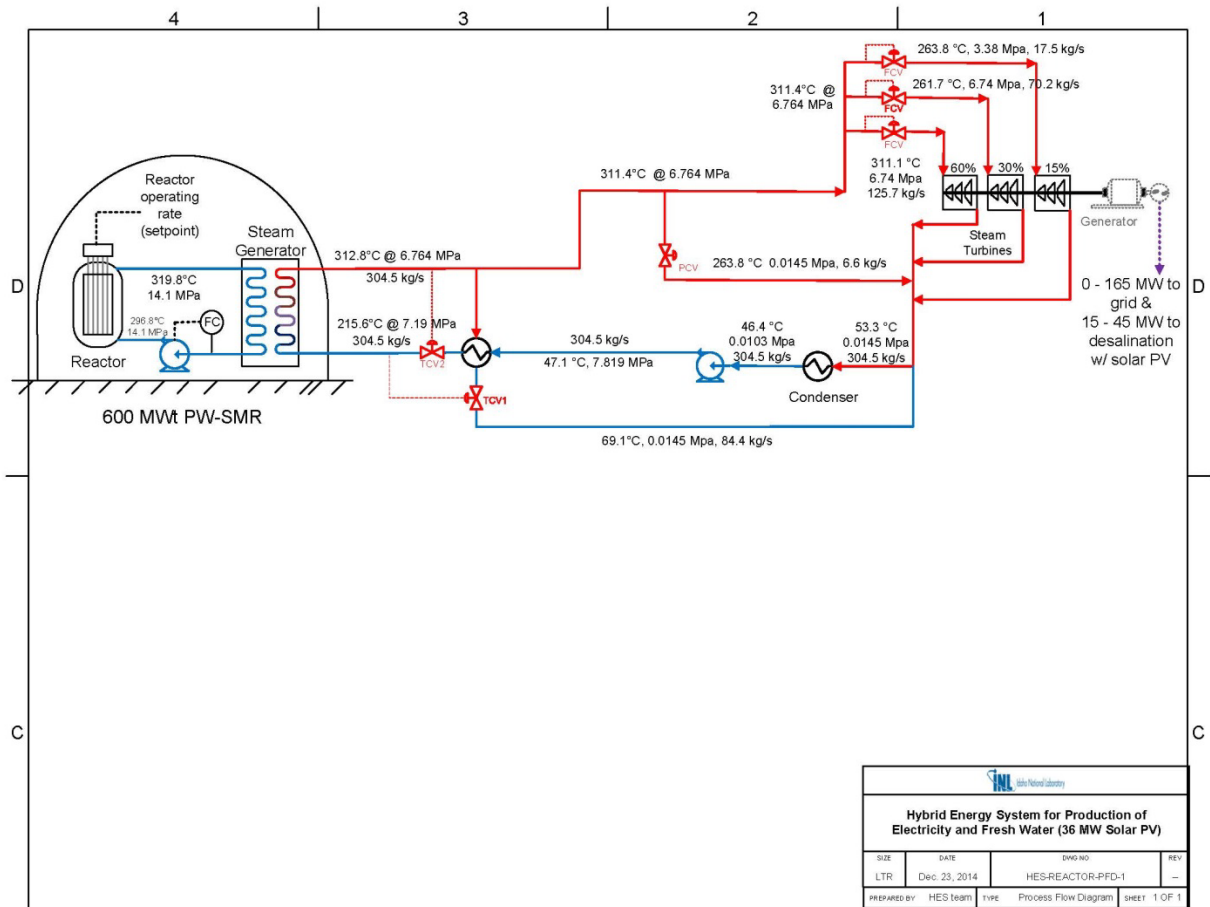 4
3
2
1
D
D
C
C
263.8 °C, 3.38 Mpa, 17.5 kg/s
FCV
261.7 °C, 6.74 Mpa, 70.2 kg/s
FCV
311.4°C @
6.764 MPa
FCV
311.1 °C
6.74 Mpa
125.7 kg/s
60%
30%
15%
Generator
Steam
Turbines
0 - 165 MW to
grid &
15 - 45 MW to
desalination
w/ solar PV
311.4°C @ 6.764 MPa
PCV
263.8 °C 0.0145 Mpa, 6.6 kg/s
Reactor
operating
rate
(setpoint)
Steam
Generator
319.8°C
14.1 MPa
296.8°C
14.1 MPa
FC
Reactor
600 MWt PW-SMR
312.8°C @ 6.764 MPa
304.5 kg/s
215.6°C @ 7.19 MPa
304.5 kg/s
TCV2
TCV1
304.5 kg/s
47.1 °C, 7.819 MPa
46.4 °C
0.0103 Mpa
304.5 kg/s
53.3 °C
0.0145 Mpa
304.5 kg/s
Condenser
69.1°C, 0.0145 Mpa, 84.4 kg/s
INL Idaho National Laboratory
Hybrid Energy System for Production of
Electricity and Fresh Water (36 MW Solar PV)
SIZE DATE DWG NO REV
LTR Dec. 23, 2014 HES-REACTOR-PFD-1 --
PREPARED BY HES team TYPE Process Flow Diagram SHEET 1 OF 1